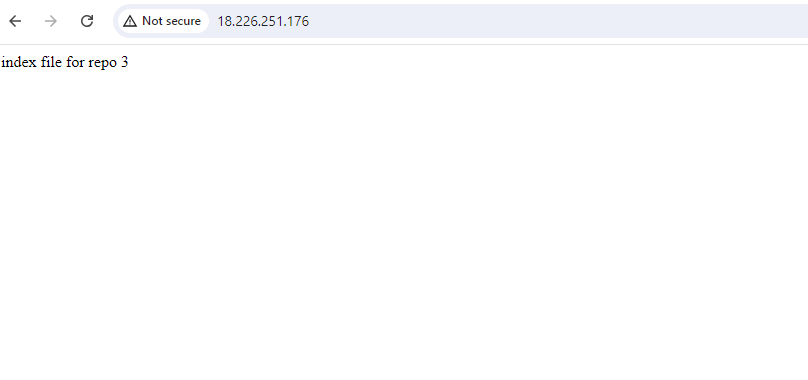 Not secure 18.226.251.176
index file for repo 3